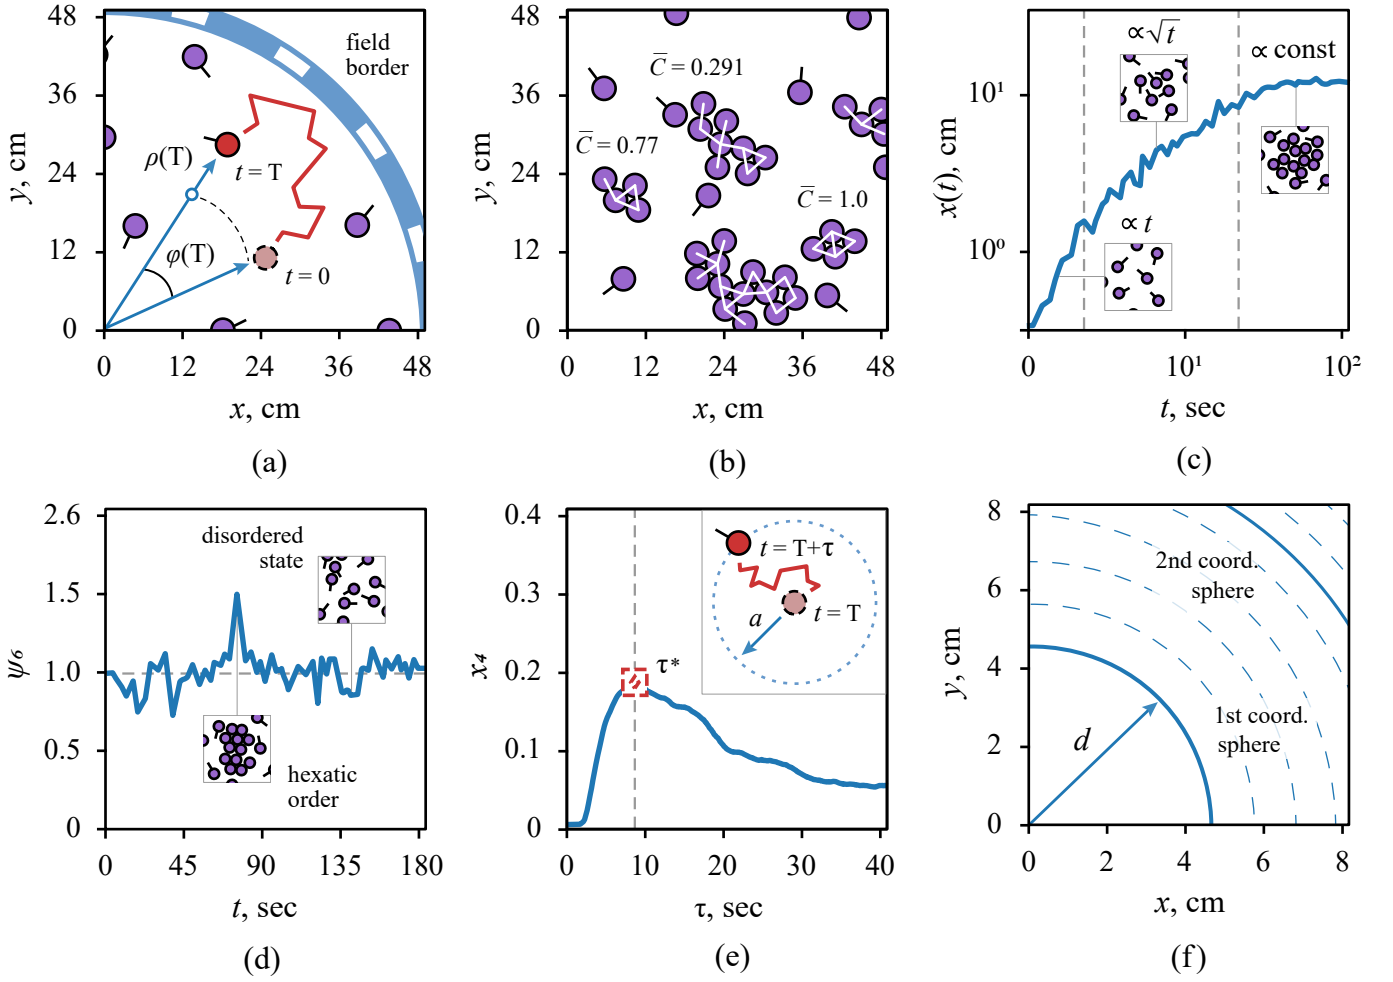 48
36
24
12
0
y, cm
field
border
ρ(T)
t = T
φ(T)
t = 0
0 12 24 36 48
x, cm
(a)
48
36
24
12
0
y, cm
C̅ = 0.291
C̅ = 0.77
C̅ = 1.0
0 12 24 36 48
x, cm
(b)
10¹
10⁰
x(t), cm
∝√t
∝ const
∝ t
0 10¹ 10²
t, sec
(c)
2.6
1.5
1.0
0.5
0
ψ₆
disordered
state
hexatic
order
0 45 90 135 180
t, sec
(d)
0.4
0.3
0.2
0.1
0
x₄
t = T+τ
a
t = T
τ*
0 10 20 30 40
τ, sec
(e)
8
6
4
2
0
y, cm
2nd coord.
sphere
1st coord.
sphere
d
0 2 4 6 8
x, cm
(f)